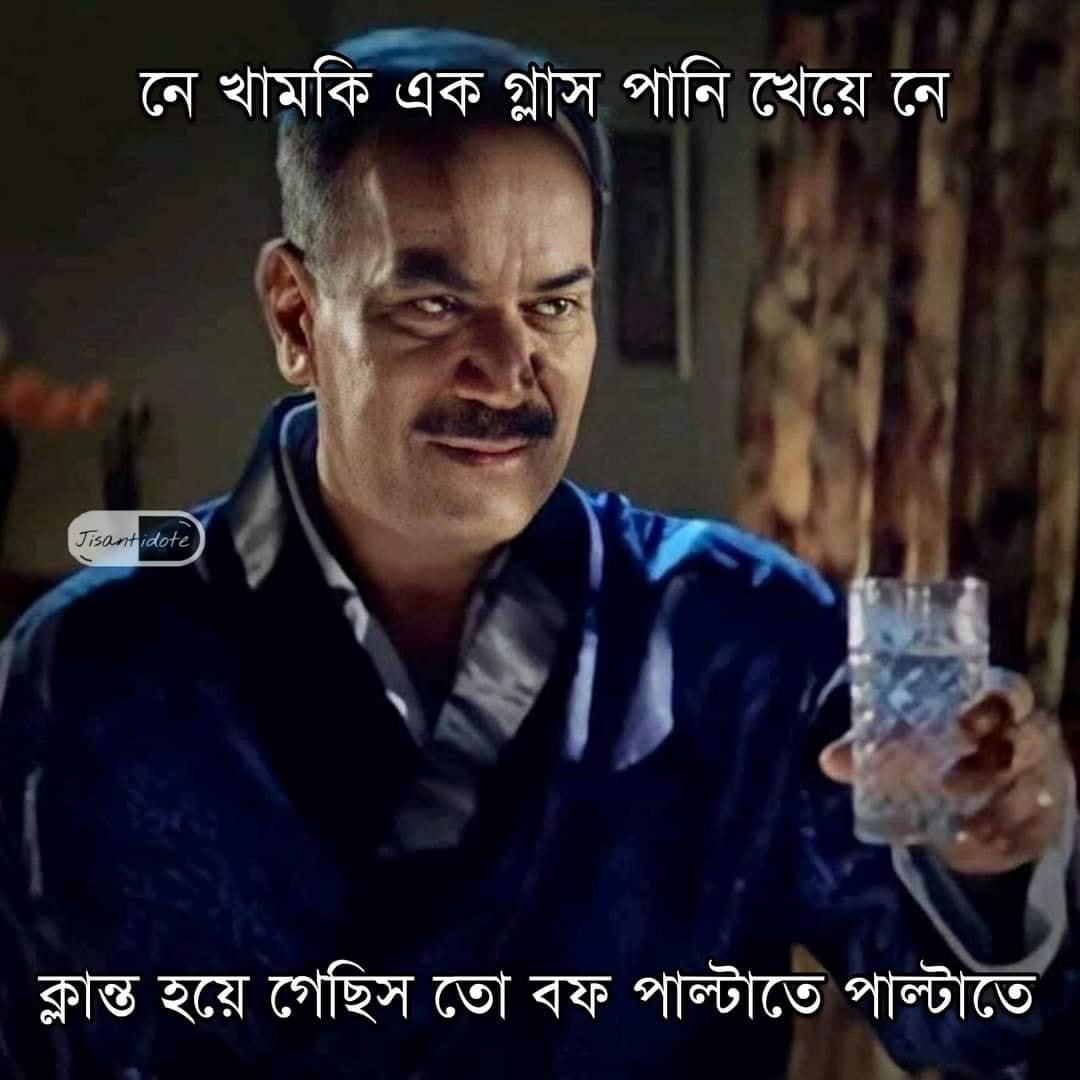 নে খামকি এক গ্লাস পানি খেয়ে নে
Jisantidote
ক্লান্ত হয়ে গেছিস তো বফ পাল্টাতে পাল্টাতে